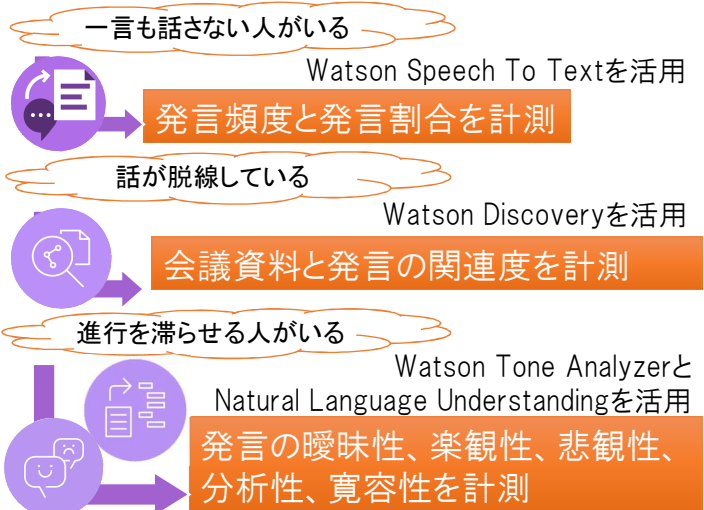 一言も話さない人がいる
Watson Speech To Textを活用
発言頻度と発言割合を計測
話が脱線している
Watson Discoveryを活用
会議資料と発言の関連度を計測
進行を滞らせる人がいる
Watson Tone Analyzerと
Natural Language Understandingを活用
発言の曖昧性、楽観性、悲観性、
分析性、寛容性を計測